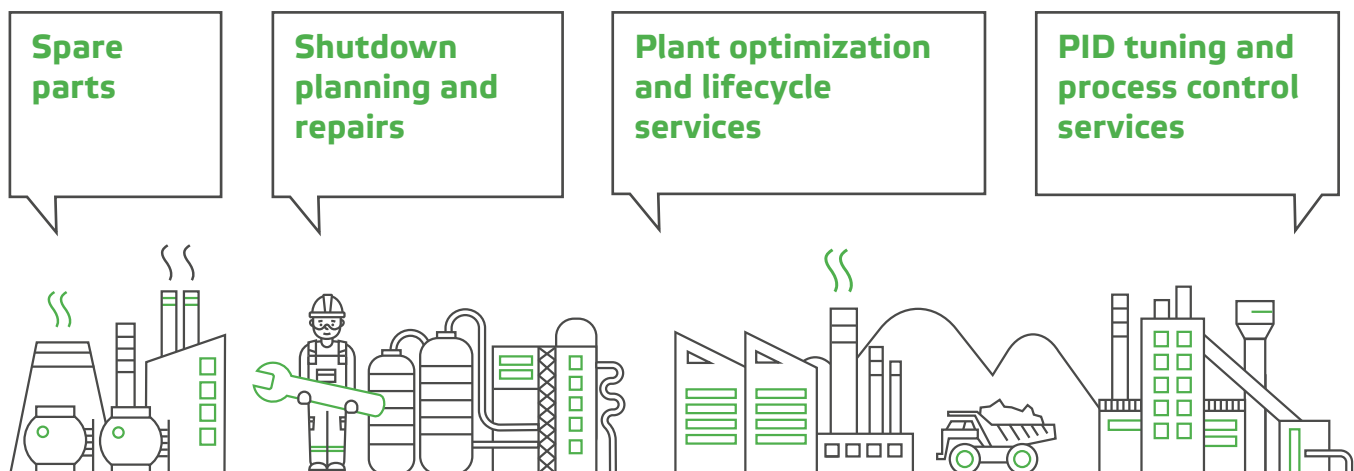 Spare
parts
Shutdown
planning and
repairs
Plant optimization
and lifecycle
services
PID tuning and
process control
services